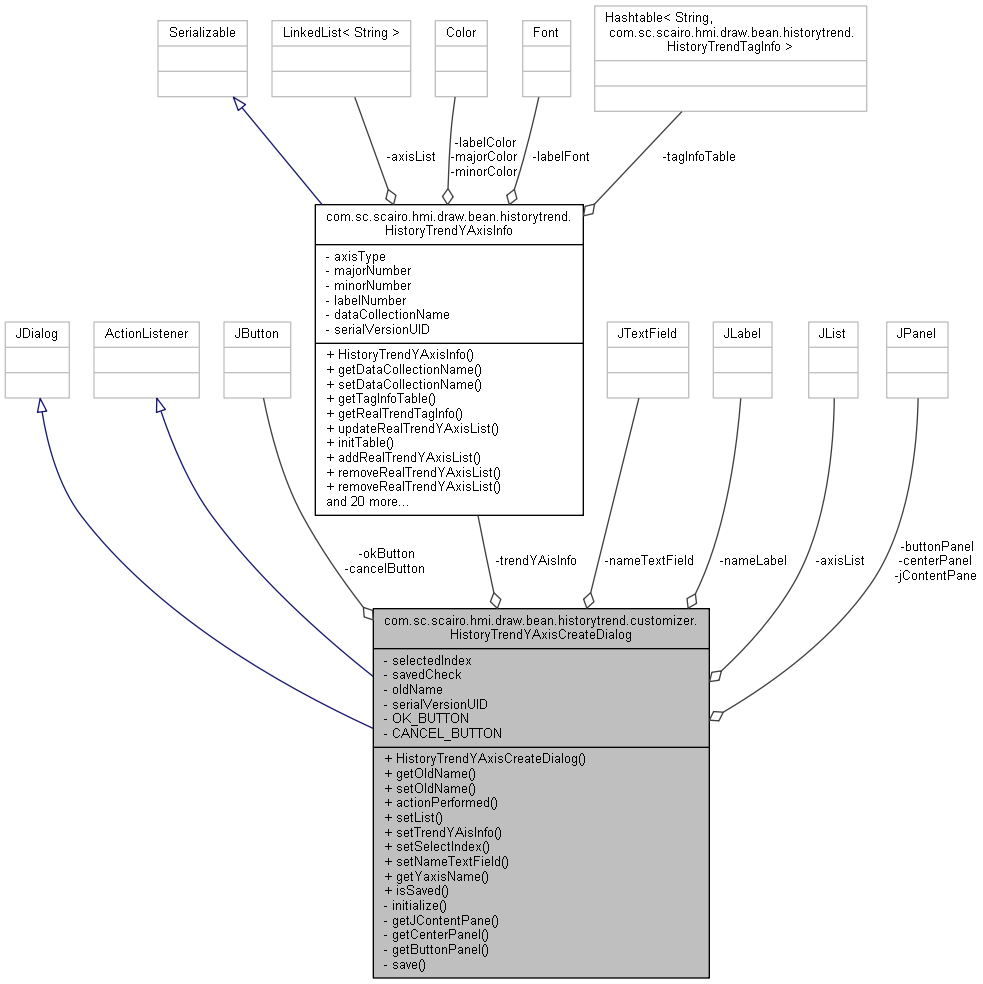 Serializable
LinkedList< String >
Color
Font
Hashtable< String,
com.sc.scairo.hmi.draw.bean.historytrend.
HistoryTrendTagInfo >
-axisList
-labelColor
-majorColor
-minorColor
-labelFont
-tagInfoTable
com.sc.scairo.hmi.draw.bean.historytrend.
HistoryTrendYAxisInfo
- axisType
- majorNumber
- minorNumber
- labelNumber
- dataCollectionName
- serialVersionUID
+ HistoryTrendYAxisInfo()
+ getDataCollectionName()
+ setDataCollectionName()
+ getTagInfoTable()
+ getRealTrendTagInfo()
+ updateRealTrendYAxisList()
+ initTable()
+ addRealTrendYAxisList()
+ removeRealTrendYAxisList()
+ removeRealTrendYAxisList()
and 20 more...
JDialog
ActionListener
JButton
JTextField
JLabel
JList
JPanel
-okButton
-cancelButton
-trendYAisInfo
-nameTextField
-nameLabel
-axisList
-buttonPanel
-centerPanel
-jContentPane
com.sc.scairo.hmi.draw.bean.historytrend.customizer.
HistoryTrendYAxisCreateDialog
- selectedIndex
- savedCheck
- oldName
- serialVersionUID
- OK_BUTTON
- CANCEL_BUTTON
+ HistoryTrendYAxisCreateDialog()
+ getOldName()
+ setOldName()
+ actionPerformed()
+ setList()
+ setTrendYAisInfo()
+ setSelectIndex()
+ setNameTextField()
+ getYaxisName()
+ isSaved()
- initialize()
- getJContentPane()
- getCenterPanel()
- getButtonPanel()
- save()